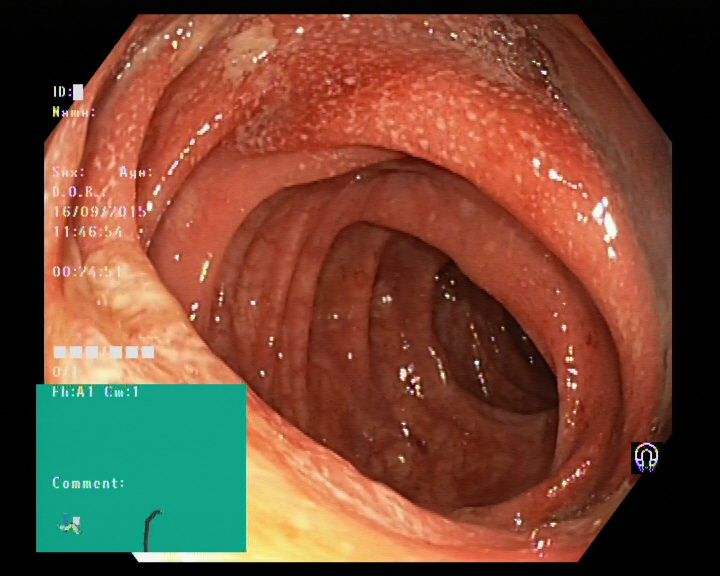 ID:
Name:
Sex: Age:
D.O.B.:
16/09/2015
11:46:54
00:24:51
0/1
Eh:A1 Cm:1
Comment: